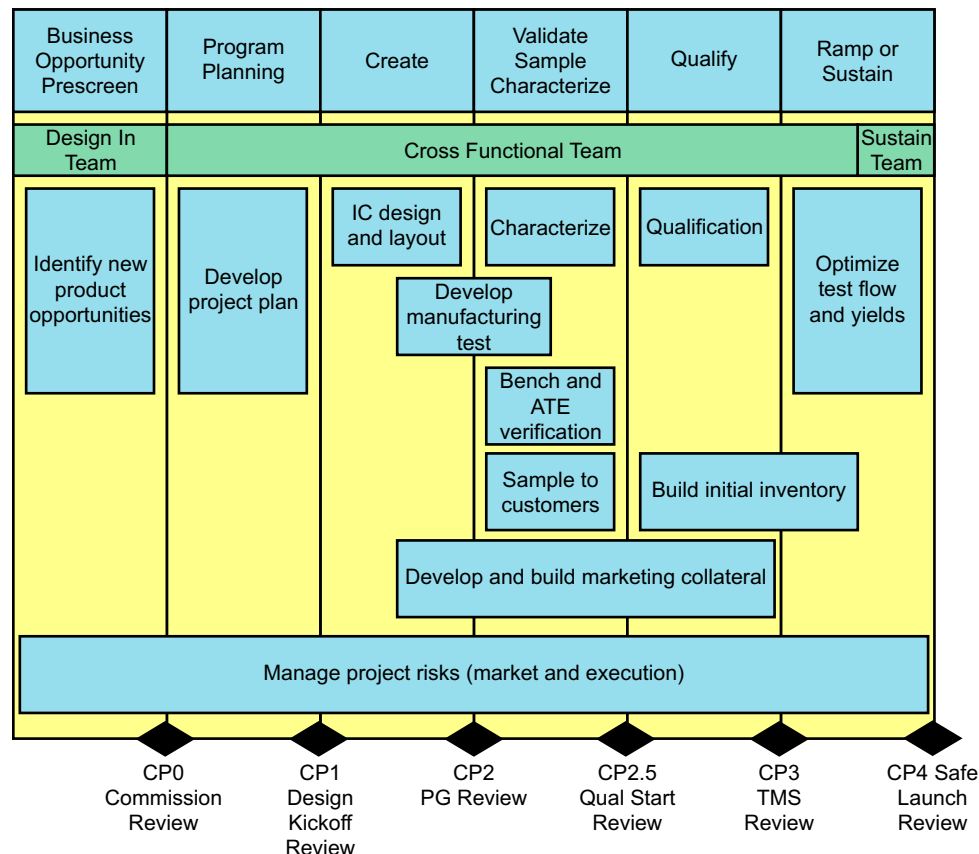 Business
Opportunity
Prescreen
Program
Planning
Create
Validate
Sample
Characterize
Qualify
Ramp or
Sustain
Design In
Team
Cross Functional Team
Sustain
Team
Identify new
product
opportunities
Develop
project plan
IC design
and layout
Characterize
Qualification
Optimize
test flow
and yields
Develop
manufacturing
test
Bench and
ATE
verification
Sample to
customers
Build initial inventory
Develop and build marketing collateral
Manage project risks (market and execution)
CP0
Commission
Review
CP1
Design
Kickoff
Review
CP2
PG Review
CP2.5
Qual Start
Review
CP3
TMS
Review
CP4 Safe
Launch
Review